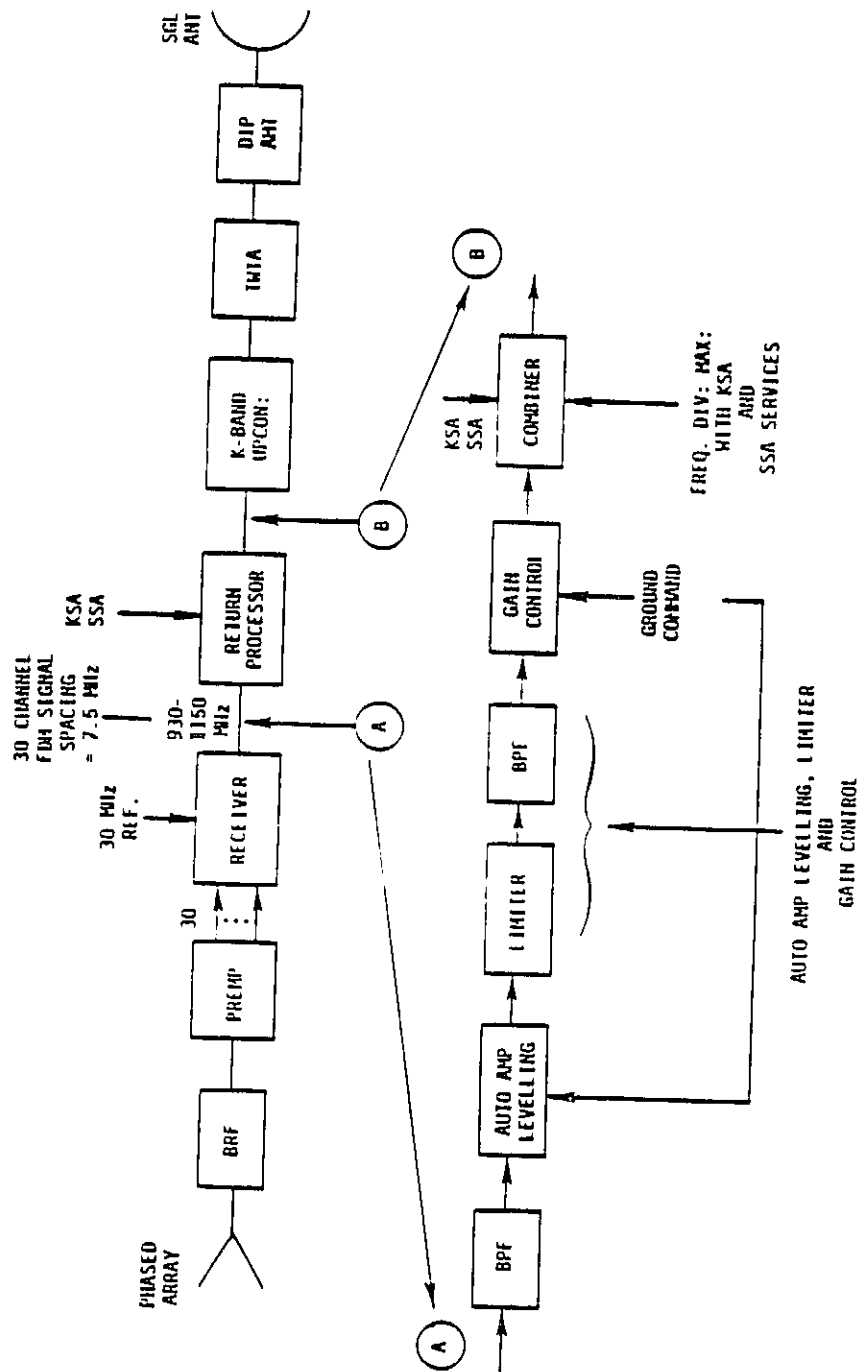 PHASED
ARRAY
BRF
PREMP
30
30 MHz
REF.
RECEIVER
30 CHANNEL
FDM SIGNAL
SPACING
= 7.5 MHz
930-
1150
MHz
KSA
SSA
RETURN
PROCESSOR
K-BAND
UPCON:
TWTA
DIP
ANT
SGL
ANT
A
B
A
B
BPF
AUTO AMP
LEVELLING
LIMITER
BPF
GAIN
CONTROL
KSA
SSA
COMBINER
GROUND
COMMAND
FREQ. DIV: MAX:
WITH KSA
AND
SSA SERVICES
AUTO AMP LEVELLING, LIMITER
AND
GAIN CONTROL